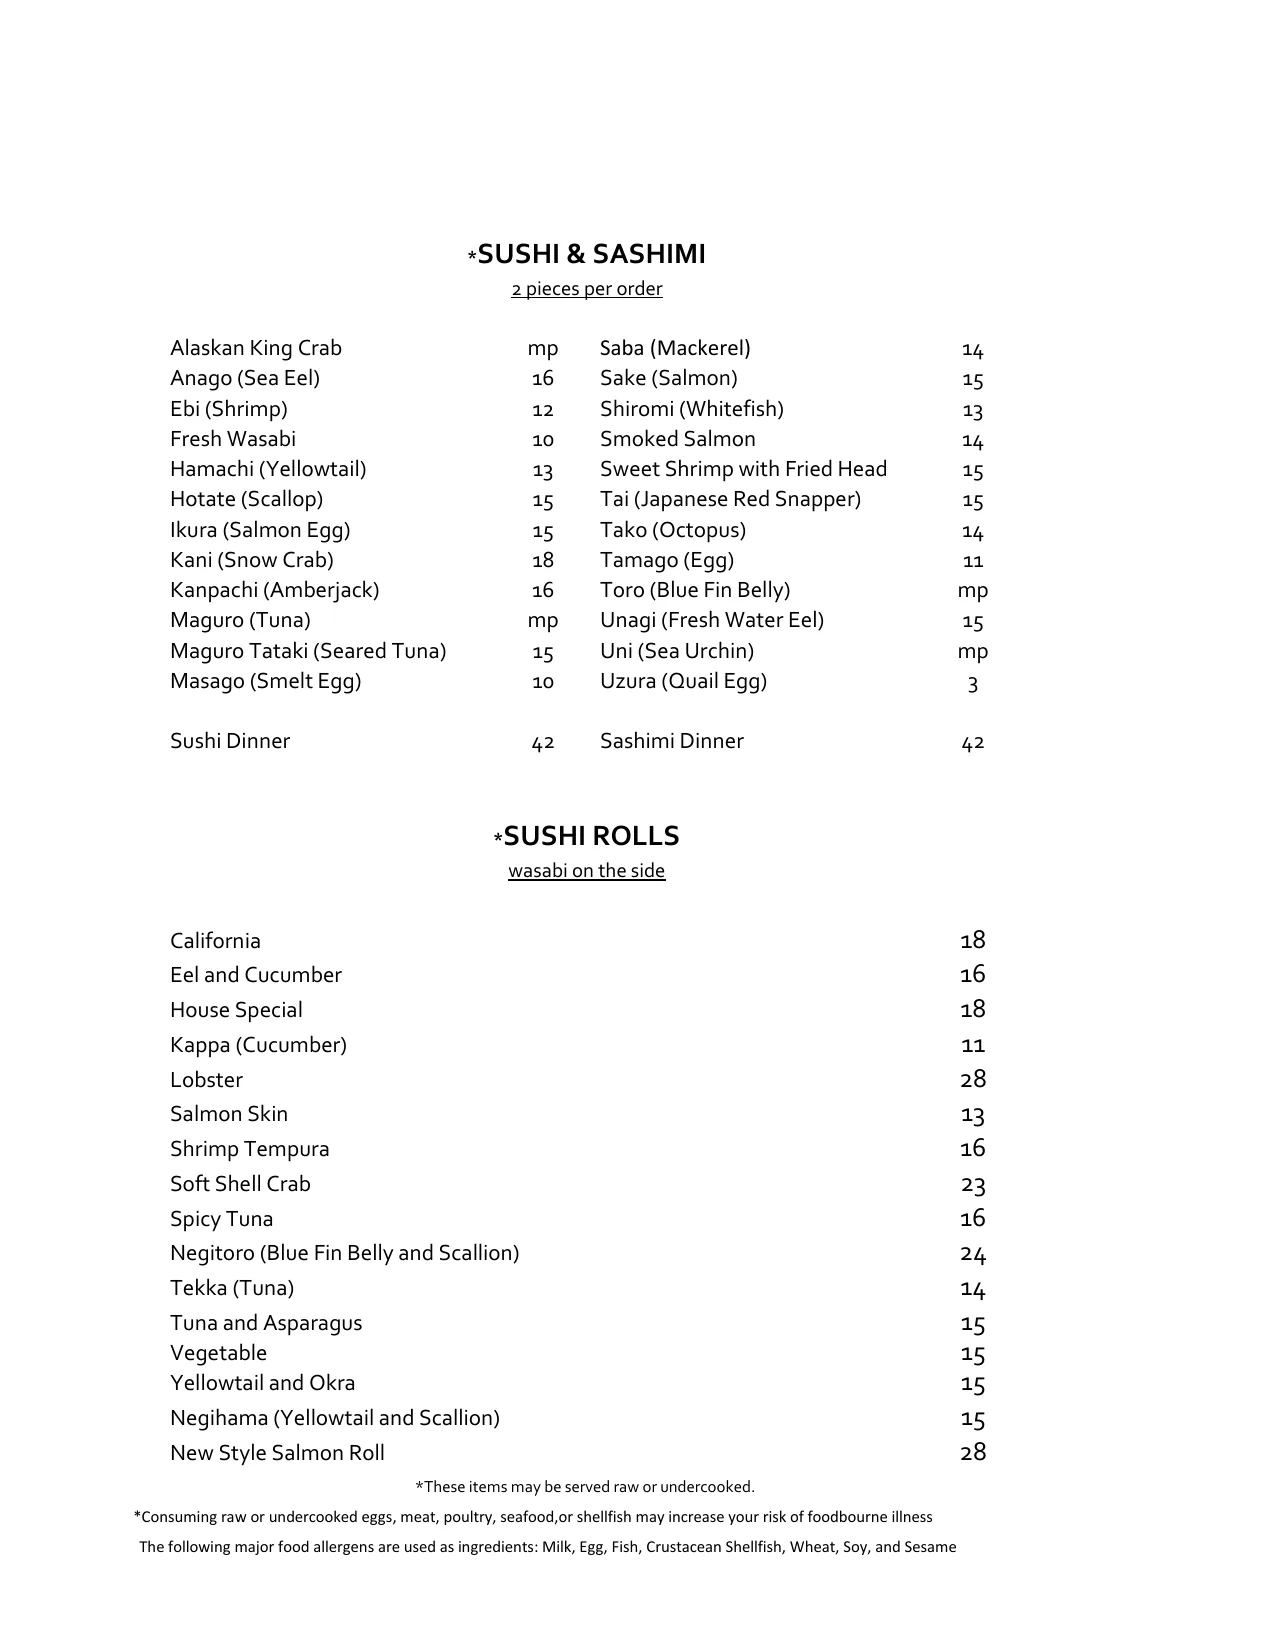 *SUSHI & SASHIMI
2 pieces per order
Alaskan King Crab mp Saba (Mackerel) 14
Anago (Sea Eel) 16 Sake (Salmon) 15
Ebi (Shrimp) 12 Shiromi (Whitefish) 13
Fresh Wasabi 10 Smoked Salmon 14
Hamachi (Yellowtail) 13 Sweet Shrimp with Fried Head 15
Hotate (Scallop) 15 Tai (Japanese Red Snapper) 15
Ikura (Salmon Egg) 15 Tako (Octopus) 14
Kani (Snow Crab) 18 Tamago (Egg) 11
Kanpachi (Amberjack) 16 Toro (Blue Fin Belly) mp
Maguro (Tuna) mp Unagi (Fresh Water Eel) 15
Maguro Tataki (Seared Tuna) 15 Uni (Sea Urchin) mp
Masago (Smelt Egg) 10 Uzura (Quail Egg) 3
Sushi Dinner 42 Sashimi Dinner 42
*SUSHI ROLLS
wasabi on the side
California 18
Eel and Cucumber 16
House Special 18
Kappa (Cucumber) 11
Lobster 28
Salmon Skin 13
Shrimp Tempura 16
Soft Shell Crab 23
Spicy Tuna 16
Negitoro (Blue Fin Belly and Scallion) 24
Tekka (Tuna) 14
Tuna and Asparagus 15
Vegetable 15
Yellowtail and Okra 15
Negihama (Yellowtail and Scallion) 15
New Style Salmon Roll 28
*These items may be served raw or undercooked.
*Consuming raw or undercooked eggs, meat, poultry, seafood,or shellfish may increase your risk of foodbourne illness
The following major food allergens are used as ingredients: Milk, Egg, Fish, Crustacean Shellfish, Wheat, Soy, and Sesame